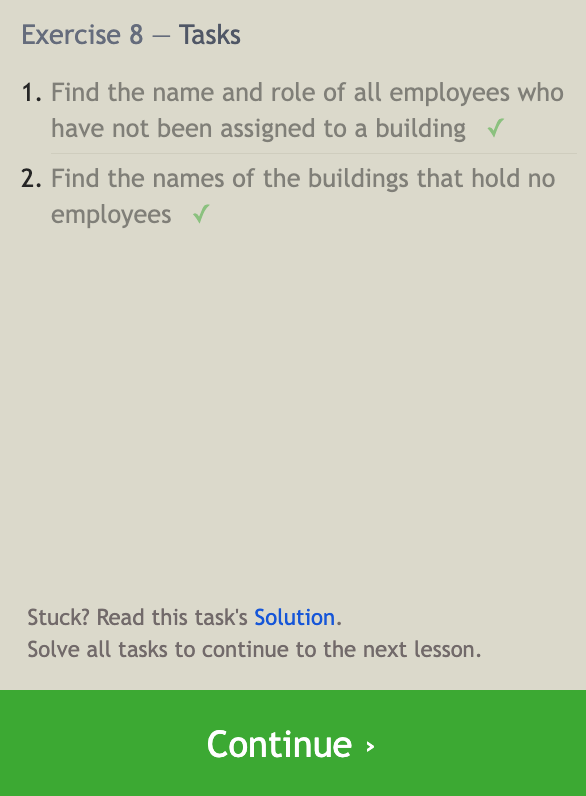 Exercise 8 — Tasks
1. Find the name and role of all employees who
have not been assigned to a building ✓
2. Find the names of the buildings that hold no
employees ✓
Stuck? Read this task's Solution.
Solve all tasks to continue to the next lesson.
Continue ›